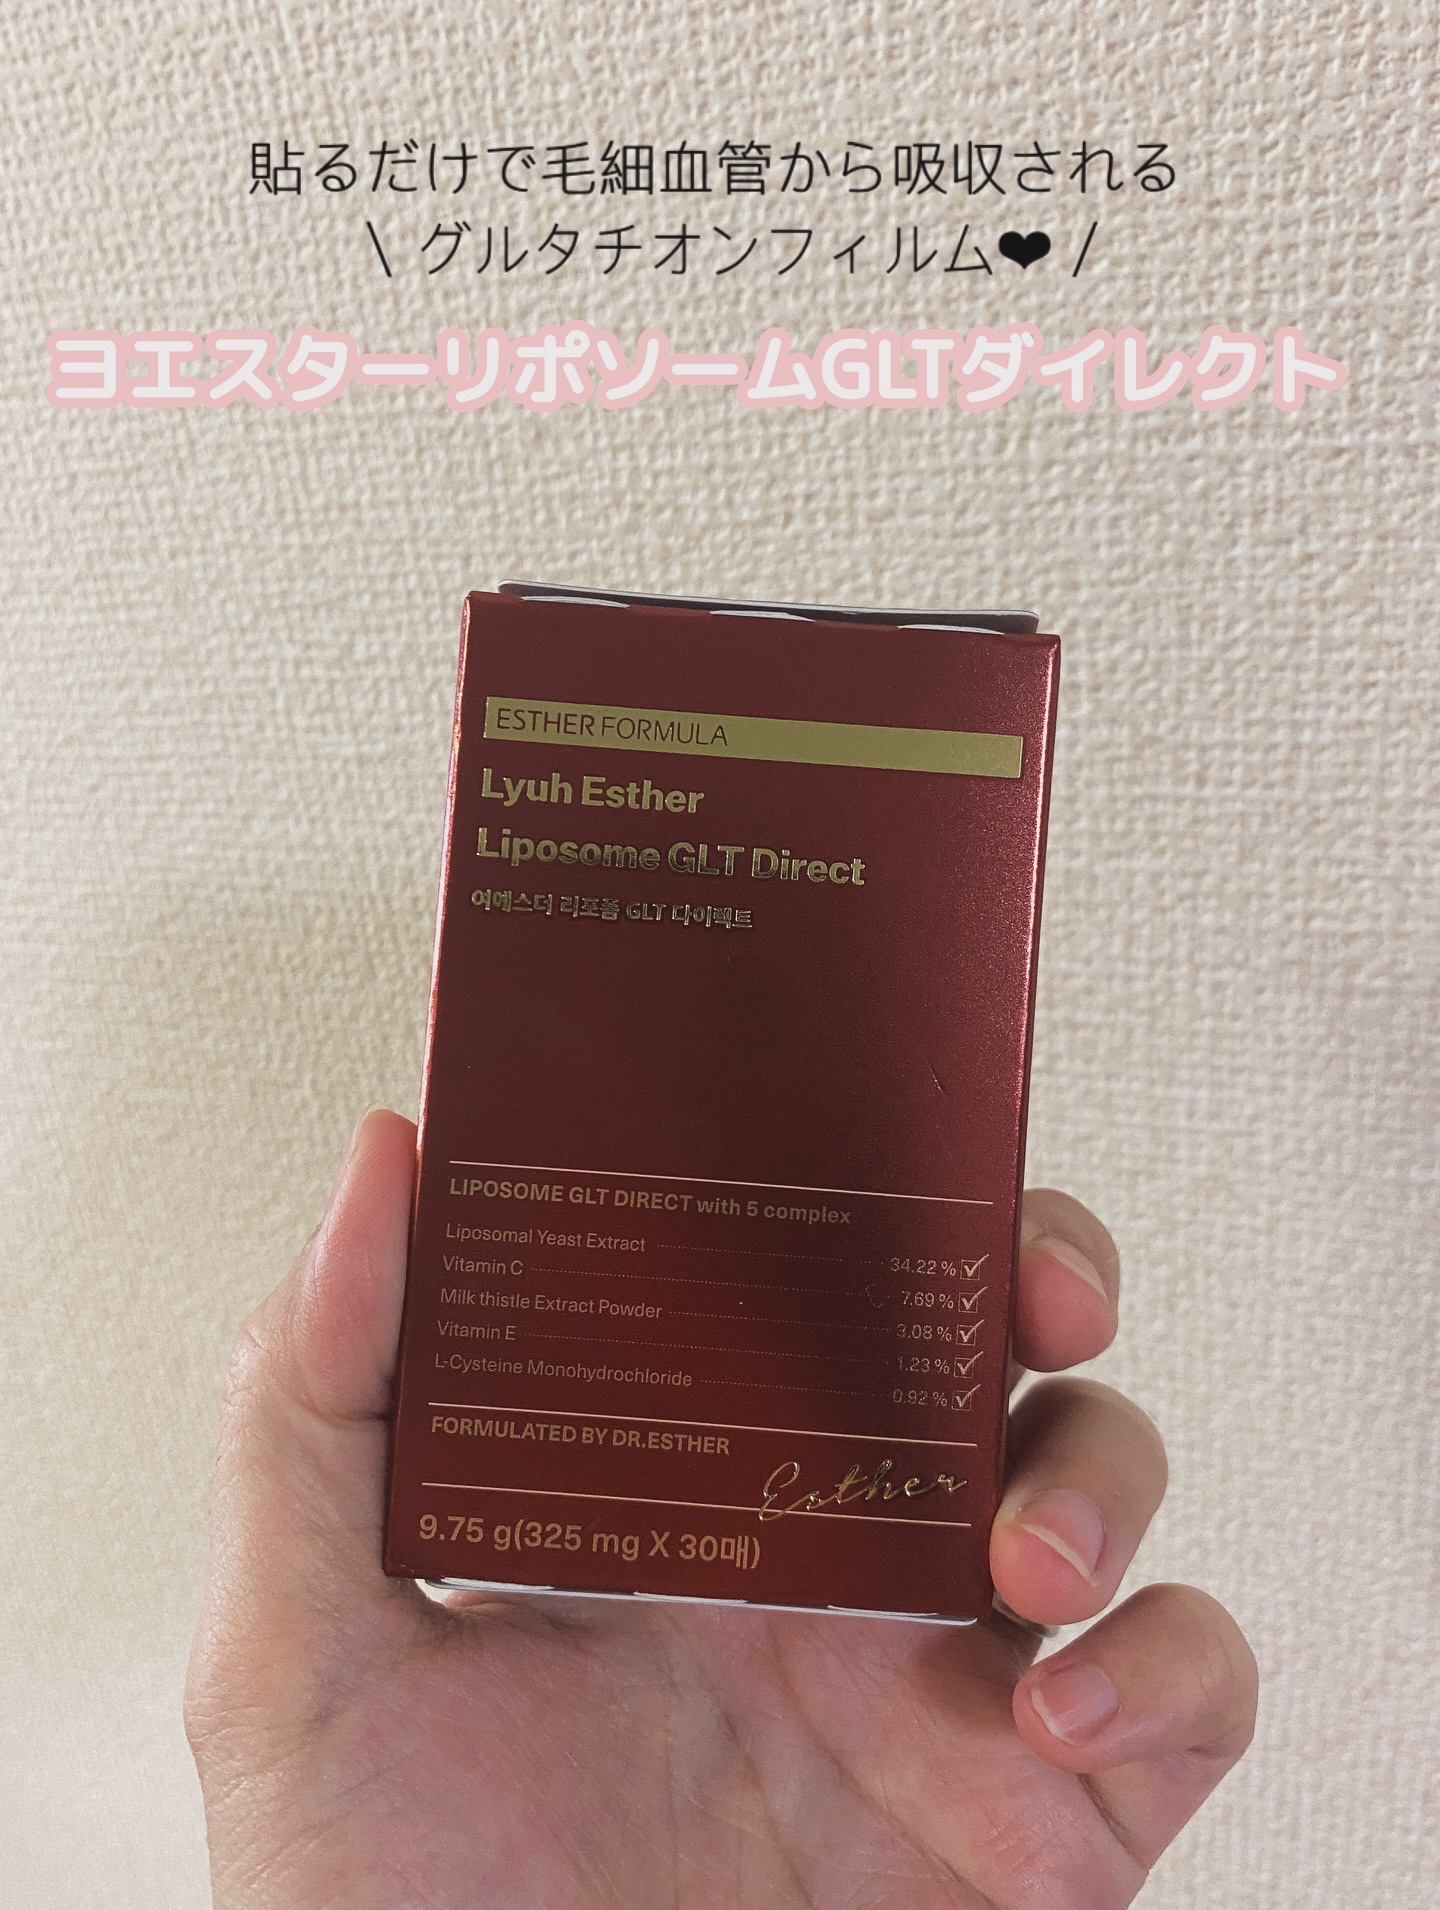 貼るだけで毛細血管から吸収される
\ グルタチオンフィルム❤ /
ヨエスターリポソームGLTダイレクト
ESTHER FORMULA
Lyuh Esther
Liposome GLT Direct
여에스더 리포좀 GLT 다이렉트
LIPOSOME GLT DIRECT with 5 complex
Liposomal Yeast Extract 34.22 %
Vitamin C 7.69 %
Milk thistle Extract Powder 3.08 %
Vitamin E 1.23 %
L-Cysteine Monohydrochloride 0.92 %
FORMULATED BY DR.ESTHER
Esther
9.75 g(325 mg X 30매)